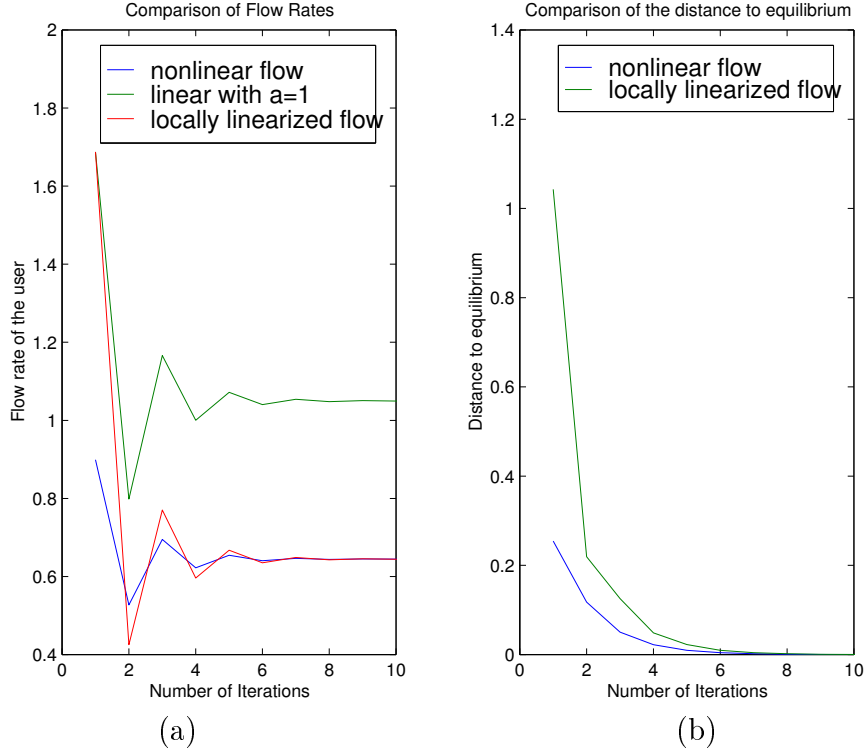 Comparison of Flow Rates
2
1.8
1.6
1.4
1.2
1
0.8
0.6
0.4
nonlinear flow
linear with a=1
locally linearized flow
Flow rate of the user
0 2 4 6 8 10
Number of Iterations
(a)
Comparison of the distance to equilibrium
1.4
1.2
1
0.8
0.6
0.4
0.2
0
nonlinear flow
locally linearized flow
Distance to equilibrium
0 2 4 6 8 10
Number of Iterations
(b)